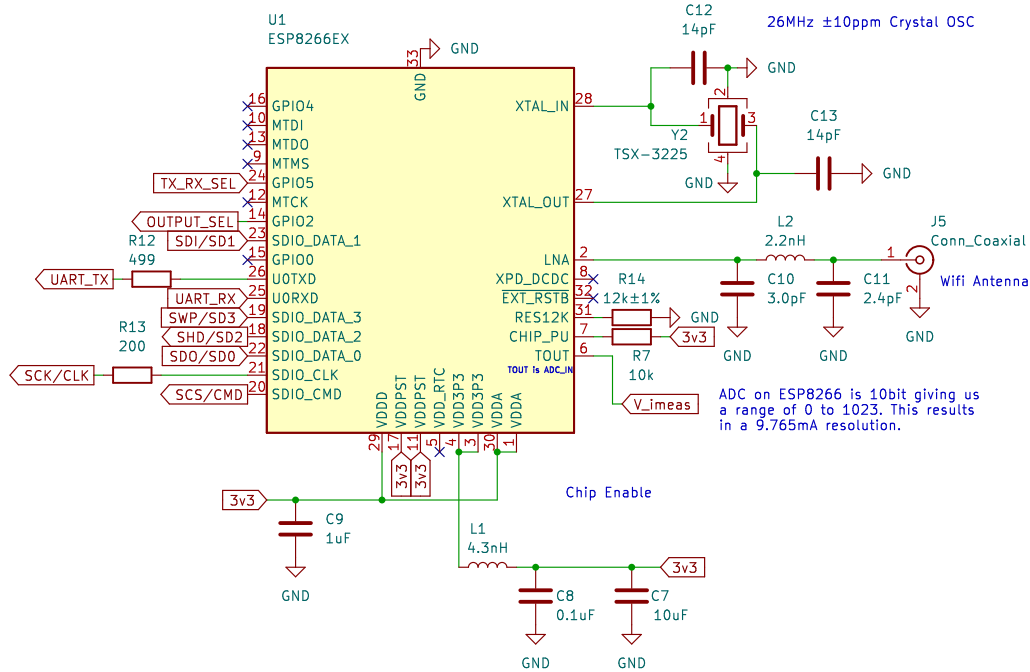 U1
ESP8266EX
C12
14pF
26MHz ±10ppm Crystal OSC
33
GND
GND
GND
16
GPIO4
10
MTDI
13
MTDO
9
MTMS
TX_RX_SEL
24
GPIO5
12
MTCK
OUTPUT_SEL
14
GPIO2
SDI/SD1
23
SDIO_DATA_1
15
GPIO0
R12
499
UART_TX
26
U0TXD
UART_RX
25
U0RXD
SWP/SD3
19
SDIO_DATA_3
SHD/SD2
18
SDIO_DATA_2
SDO/SD0
22
SDIO_DATA_0
R13
200
SCK/CLK
21
SDIO_CLK
SCS/CMD
20
SDIO_CMD
XTAL_IN
28
2
1
3
4
Y2
TSX-3225
GND
C13
14pF
GND
XTAL_OUT
27
LNA
2
L2
2.2nH
C10
3.0pF
GND
C11
2.4pF
GND
J5
Conn_Coaxial
1
2
Wifi Antenna
GND
XPD_DCDC
8
EXT_RSTB
32
R14
12k±1%
RES12K
31
GND
CHIP_PU
7
3v3
R7
10k
TOUT
6
TOUT is ADC_IN
V_imeas
ADC on ESP8266 is 10bit giving us
a range of 0 to 1023. This results
in a 9.765mA resolution.
VDDD
VDDPST
VDDPST
VDD_RTC
VDD3P3
VDD3P3
VDDA
VDDA
29
17
11
5
4
3
30
1
3v3
3v3
3v3
Chip Enable
C9
1uF
GND
L1
4.3nH
3v3
C8
0.1uF
GND
C7
10uF
GND